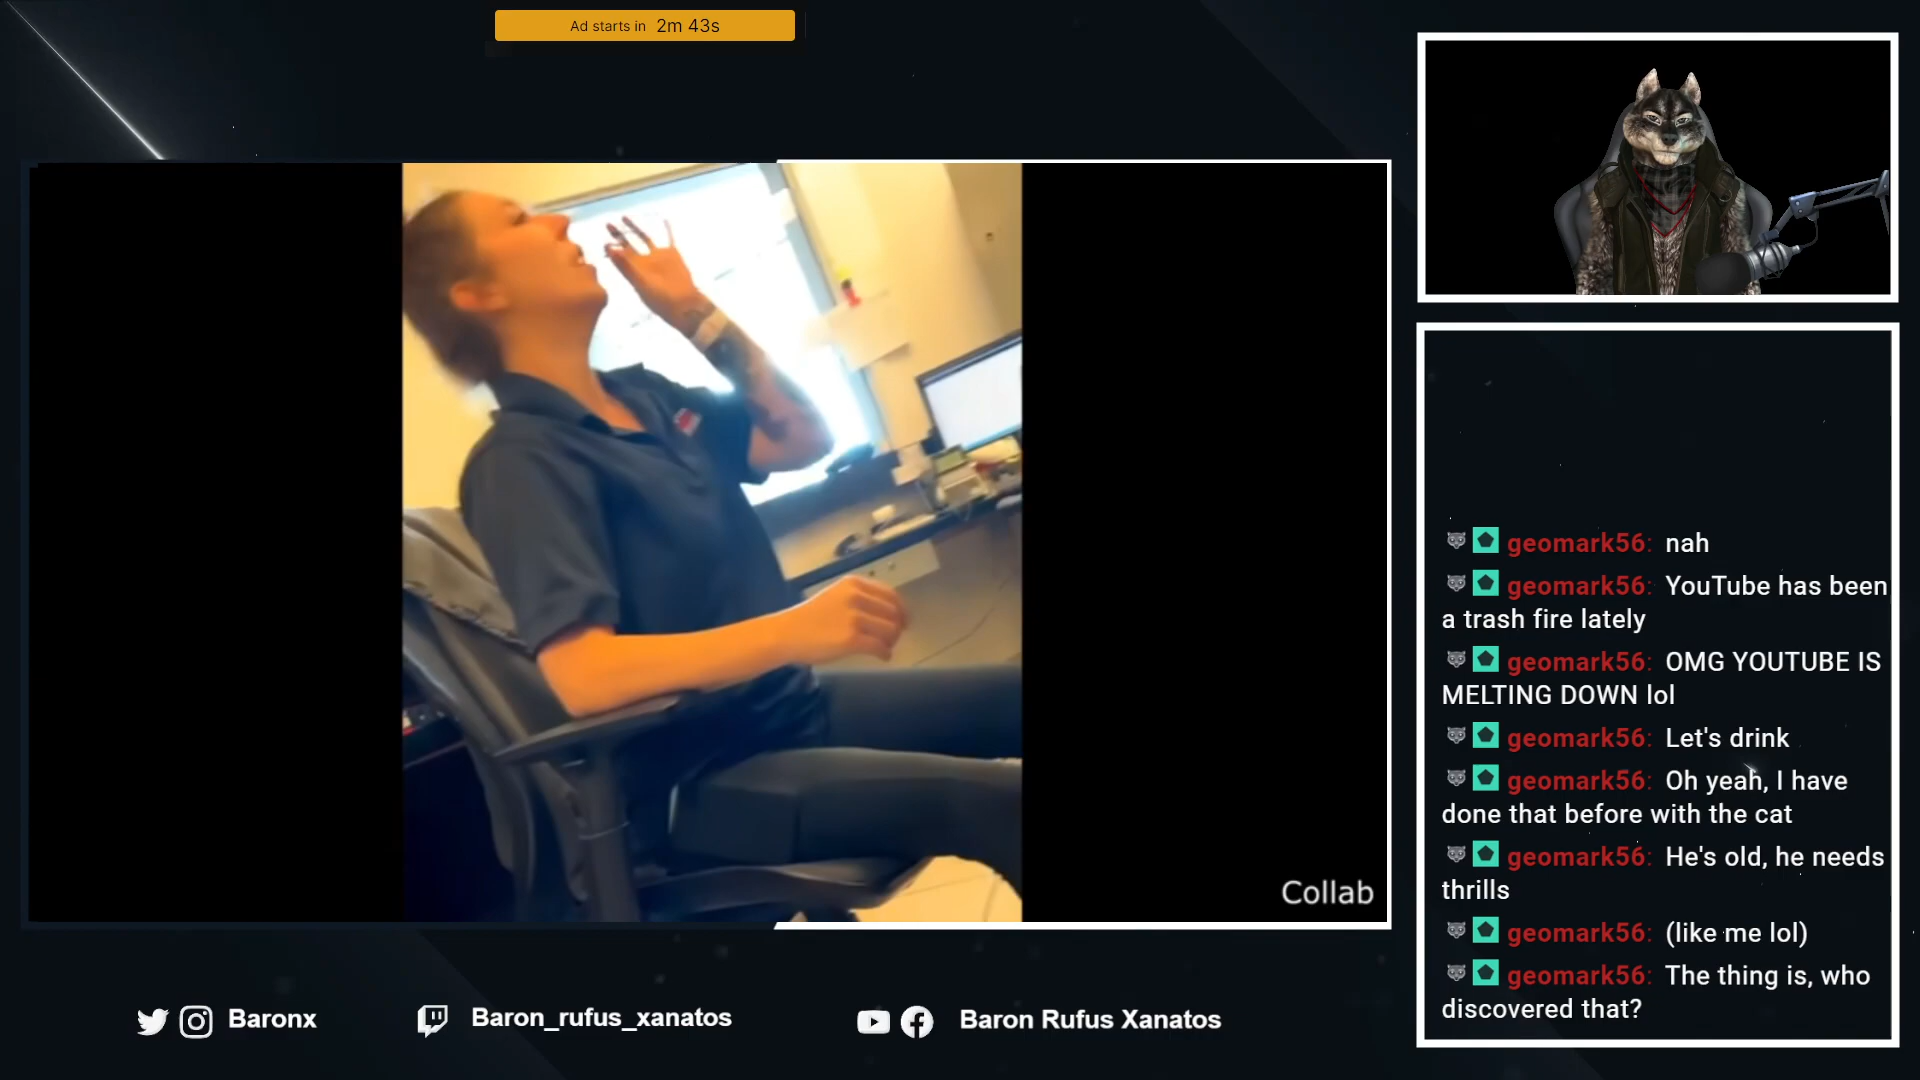 Ad starts in 2m 43s
Collab
geomark56: nah
geomark56: YouTube has been
a trash fire lately
geomark56: OMG YOUTUBE IS
MELTING DOWN lol
geomark56: Let's drink
geomark56: Oh yeah, I have
done that before with the cat
geomark56: He's old, he needs
thrills
geomark56: (like me lol)
geomark56: The thing is, who
discovered that?
Baronx
Baron_rufus_xanatos
Baron Rufus Xanatos